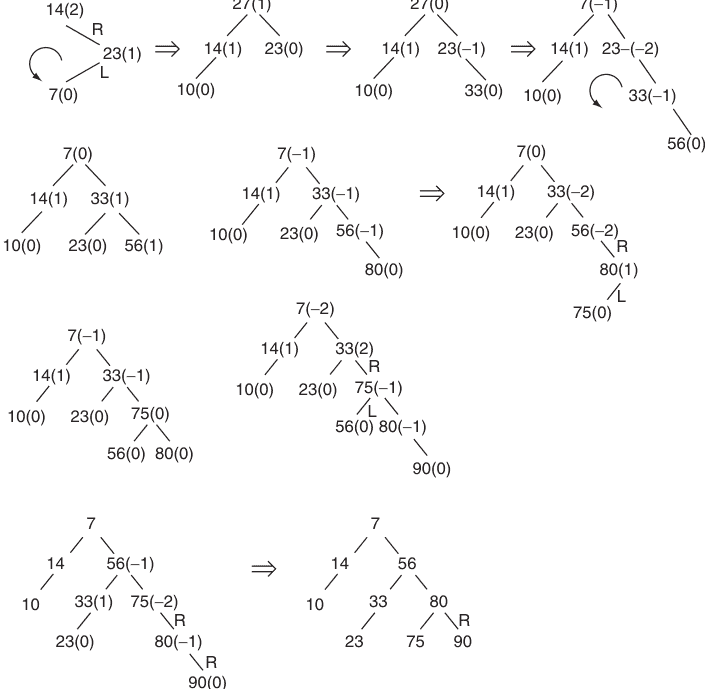 14(2) 27(1) 27(0) 7(−1)
R
23(1) ⇒ 14(1) 23(0) ⇒ 14(1) 23(−1) ⇒ 14(1) 23−(−2)
L
7(0) 10(0) 10(0) 33(0) 10(0) 33(−1)
56(0)
7(0) 7(−1) 7(0)
14(1) 33(1) 14(1) 33(−1) ⇒ 14(1) 33(−2)
10(0) 23(0) 56(1) 10(0) 23(0) 56(−1) 10(0) 23(0) 56(−2)
R
80(0) 80(1)
L
75(0)
7(−1) 7(−2)
14(1) 33(−1) 14(1) 33(2)
R
10(0) 23(0) 75(0) 10(0) 23(0) 75(−1)
L
56(0) 80(0) 56(0) 80(−1)
90(0)
7 7
14 56(−1) ⇒ 14 56
10 33(1) 75(−2) 10 33 80
R R
23(0) 80(−1) 23 75 90
R
90(0)